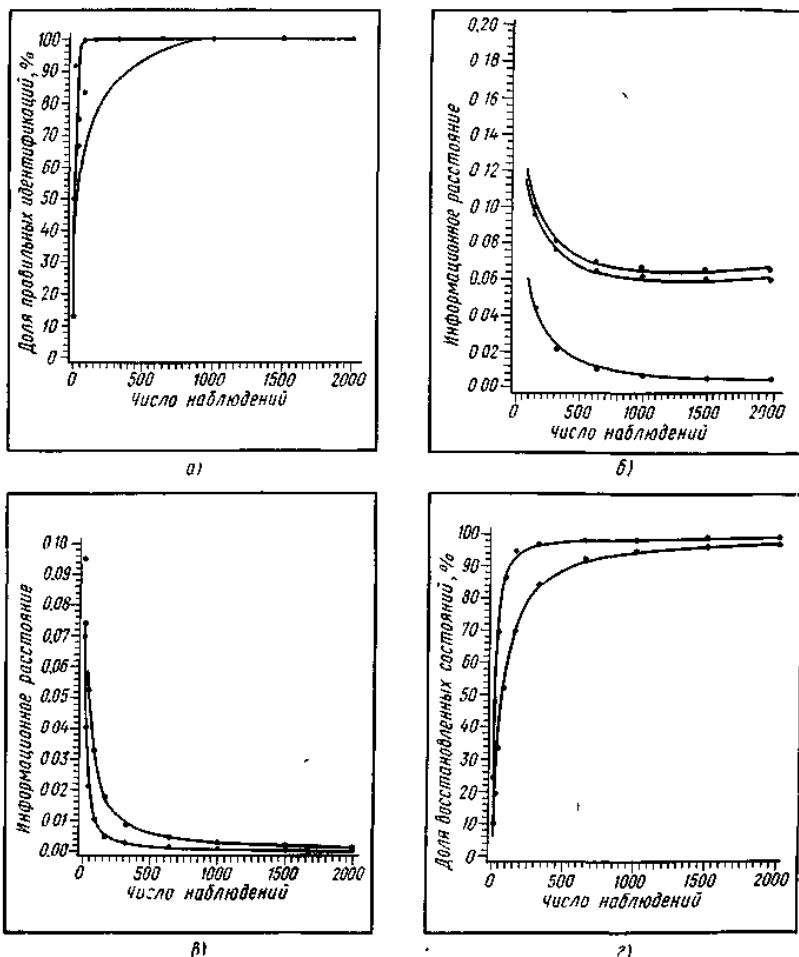 Доля правильных идентификаций, %
100
90
80
70
60
50
40
30
20
10
0
0 500 1000 1500 2000
Число наблюдений
а)
Информационное расстояние
0,20
0 18
0 16
0 14
0 12
0 10
0 08
0 06
0 04
0 02
0 00
0 500 1000 1500 2000
Число наблюдений
б)
Информационное расстояние
0.10
0.09
0.08
0.07
0.06
0.05
0.04
0.03
0.02
0.01
0.00
0 500 1000 1500 2000
Число наблюдений
в)
Доля восстановленных состояний, %
100
90
80
70
60
50
40
30
20
10
0
0 500 1000 1500 2000
Число наблюдений
г)